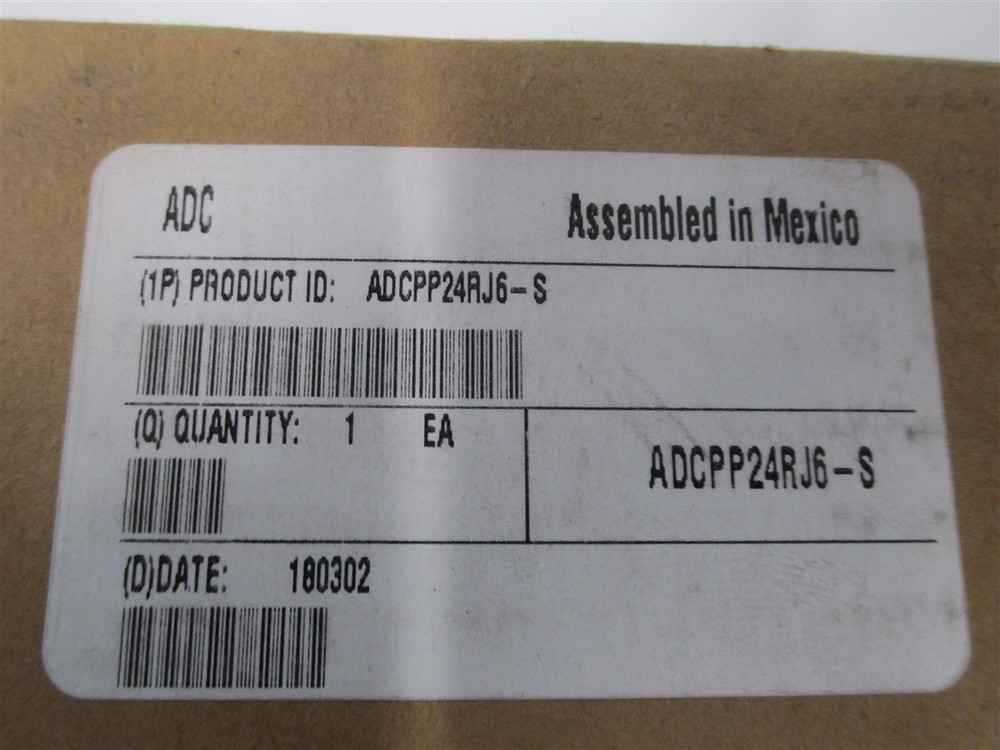 ADC
Assembled in Mexico
(1P) PRODUCT ID: ADCPP24RJ6-S
(Q) QUANTITY: 1 EA
ADCPP24RJ6-S
(D)DATE: 180302